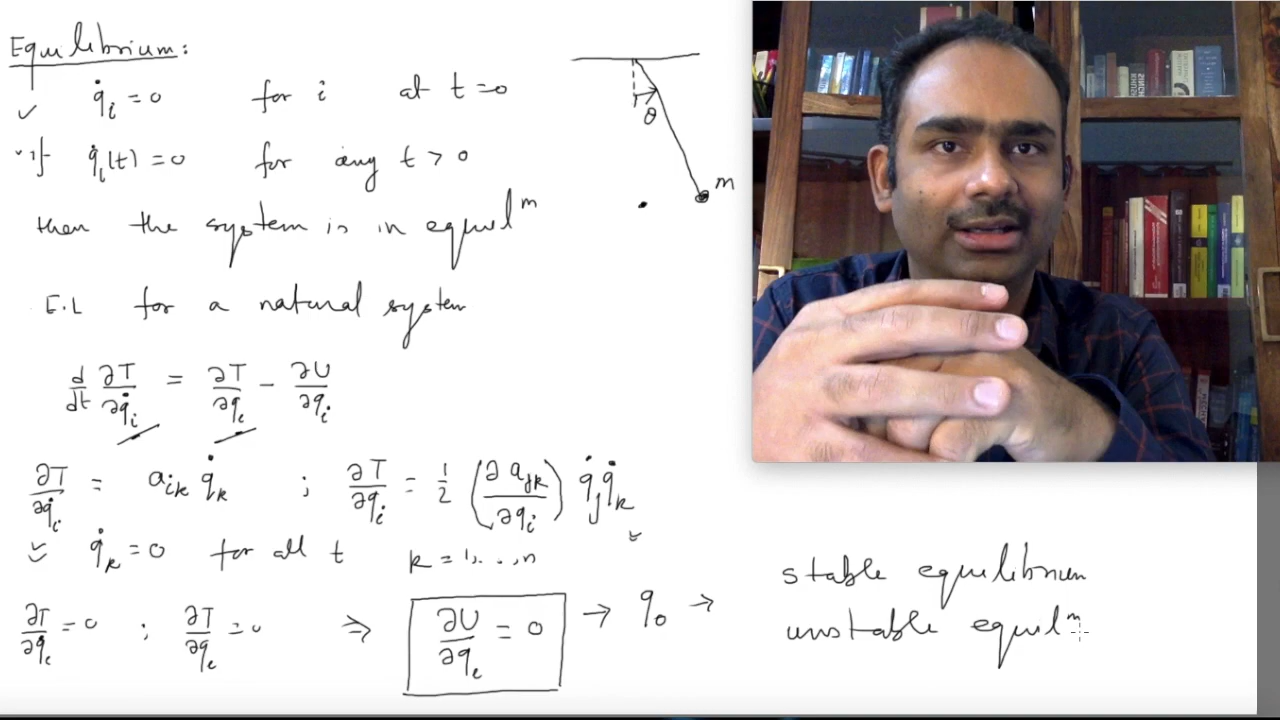 Equilibrium:
q̇ᵢ = 0 for i at t = 0
If q̇ᵢ(t) = 0 for any t > 0
then the system is in equilᵐ
θ
m
E.L for a natural system
d/dt ∂T/∂q̇ᵢ = ∂T/∂qᵢ - ∂U/∂qᵢ
∂T/∂q̇ᵢ = aᵢₖ q̇ₖ ; ∂T/∂qᵢ = 1/2 (∂aⱼₖ/∂qᵢ) q̇ⱼ q̇ₖ
q̇ₖ = 0 for all t k = 1, . . , n
∂T/∂q̇ᵢ = 0 ; ∂T/∂qᵢ = 0 ⇒ ∂U/∂qᵢ = 0 → q₀ →
stable equilibrium
unstable equilᵐ